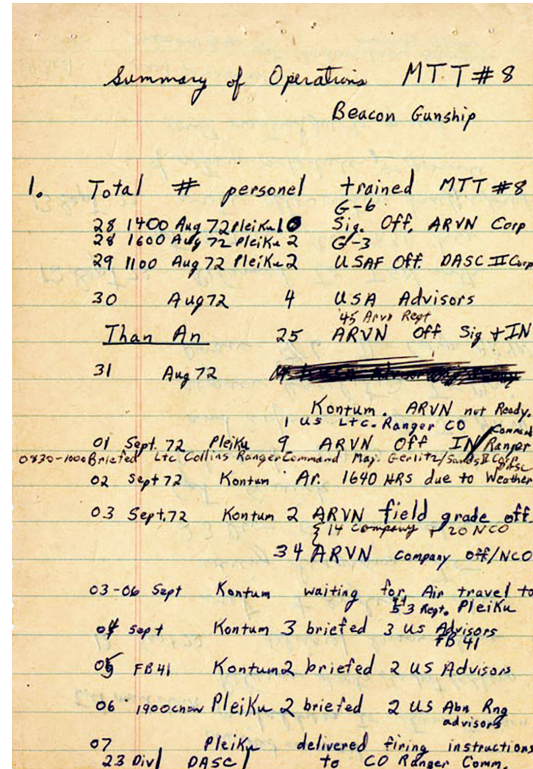 Summary of Operations MTT#8
Beacon Gunship
1. Total # personel trained MTT#8
G-6
28 1400 Aug 72 Pleiku 10 Sig. Off. ARVN Corp
28 1600 Aug 72 Pleiku 2 G-3
29 1100 Aug 72 Pleiku 2 USAF Off. DASC II Corp
30 Aug 72 4 USA Advisors
45 Arvn Regt
Than An 25 ARVN Off Sig + IN
31 Aug 72
Kontum. ARVN not Ready.
1 US Ltc. Ranger CO
Command
01 Sept. 72 Pleiku 9 ARVN Off IN/Ranger
0830-1000 Briefed Ltc Collins Ranger Command Maj. Gerlitz/Sands II Corp
DASC
02 Sept 72 Kontum Ar. 1640 HRs due to Weather
03 Sept. 72 Kontum 2 ARVN field grade off.
14 company + 20 NCO
34 ARVN company off/NCO
03-06 Sept Kontum waiting for Air travel to
Pleiku
53 Regt.
04 Sept Kontum 3 briefed 3 US Advisors
FB 41
05 FB 41 Kontum 2 briefed 2 US Advisors
06 1900 Pleiku 2 briefed 2 US Abn Rng
advisors
07 Pleiku delivered firing instructions
23 Div/ DASC/ to CO Ranger Comm.